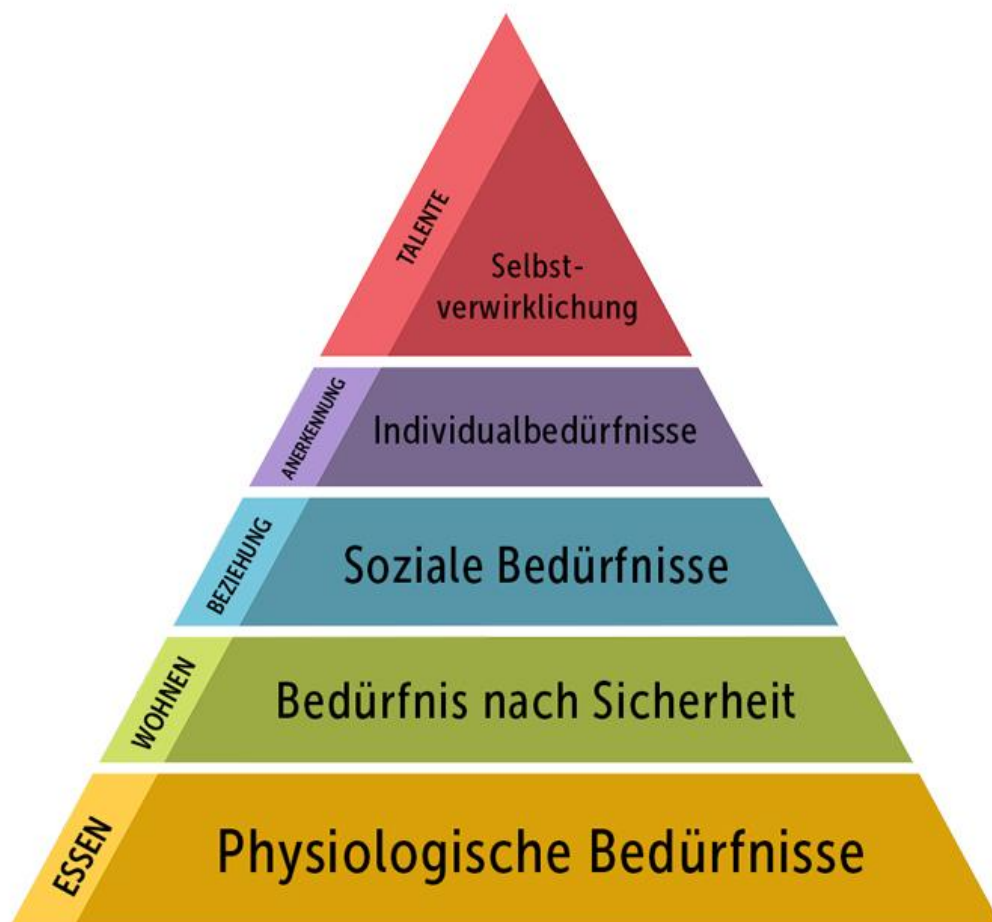 TALENTE
Selbst-
verwirklichung
ANERKENNUNG
Individualbedürfnisse
BEZIEHUNG
Soziale Bedürfnisse
WOHNEN
Bedürfnis nach Sicherheit
ESSEN
Physiologische Bedürfnisse